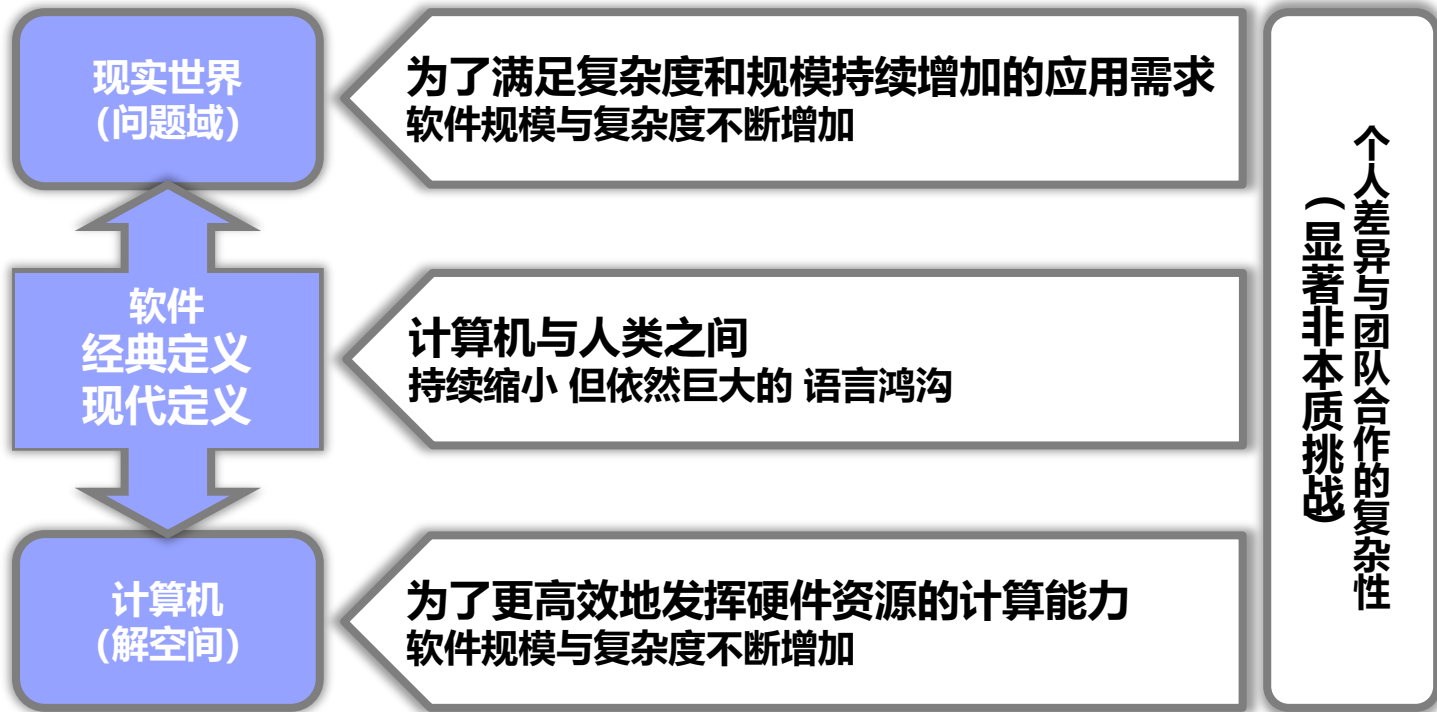 现实世界
（问题域）
为了满足复杂度和规模持续增加的应用需求
软件规模与复杂度不断增加
软件
经典定义
现代定义
计算机与人类之间
持续缩小 但依然巨大的 语言鸿沟
计算机
（解空间）
为了更高效地发挥硬件资源的计算能力
软件规模与复杂度不断增加
个人差异与团队合作的复杂性
（显著非本质挑战）